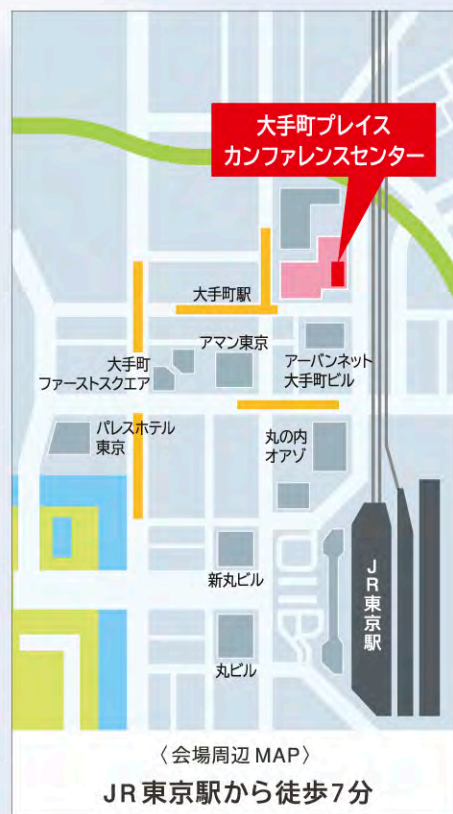 大手町プレイス
カンファレンスセンター
大手町駅
アマン東京
大手町
ファーストスクエア
アーバンネット
大手町ビル
パレスホテル
東京
丸の内
オアゾ
新丸ビル
JR東京駅
丸ビル
〈会場周辺MAP〉
JR東京駅から徒歩7分